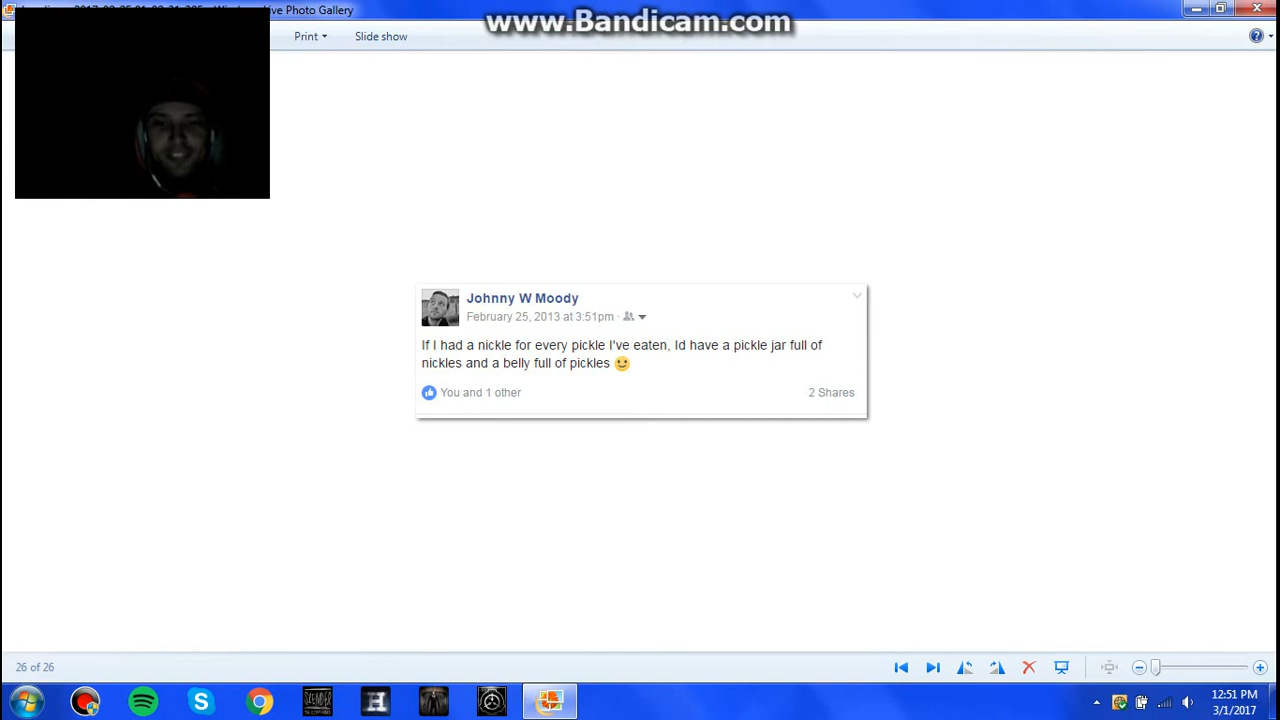 Live Photo Gallery
www.Bandicam.com
Print
Slide show
Johnny W Moody
February 25, 2013 at 3:51pm ·
If I had a nickle for every pickle I've eaten, Id have a pickle jar full of
nickles and a belly full of pickles
You and 1 other
2 Shares
26 of 26
SLENDER
H
12:51 PM
3/1/2017